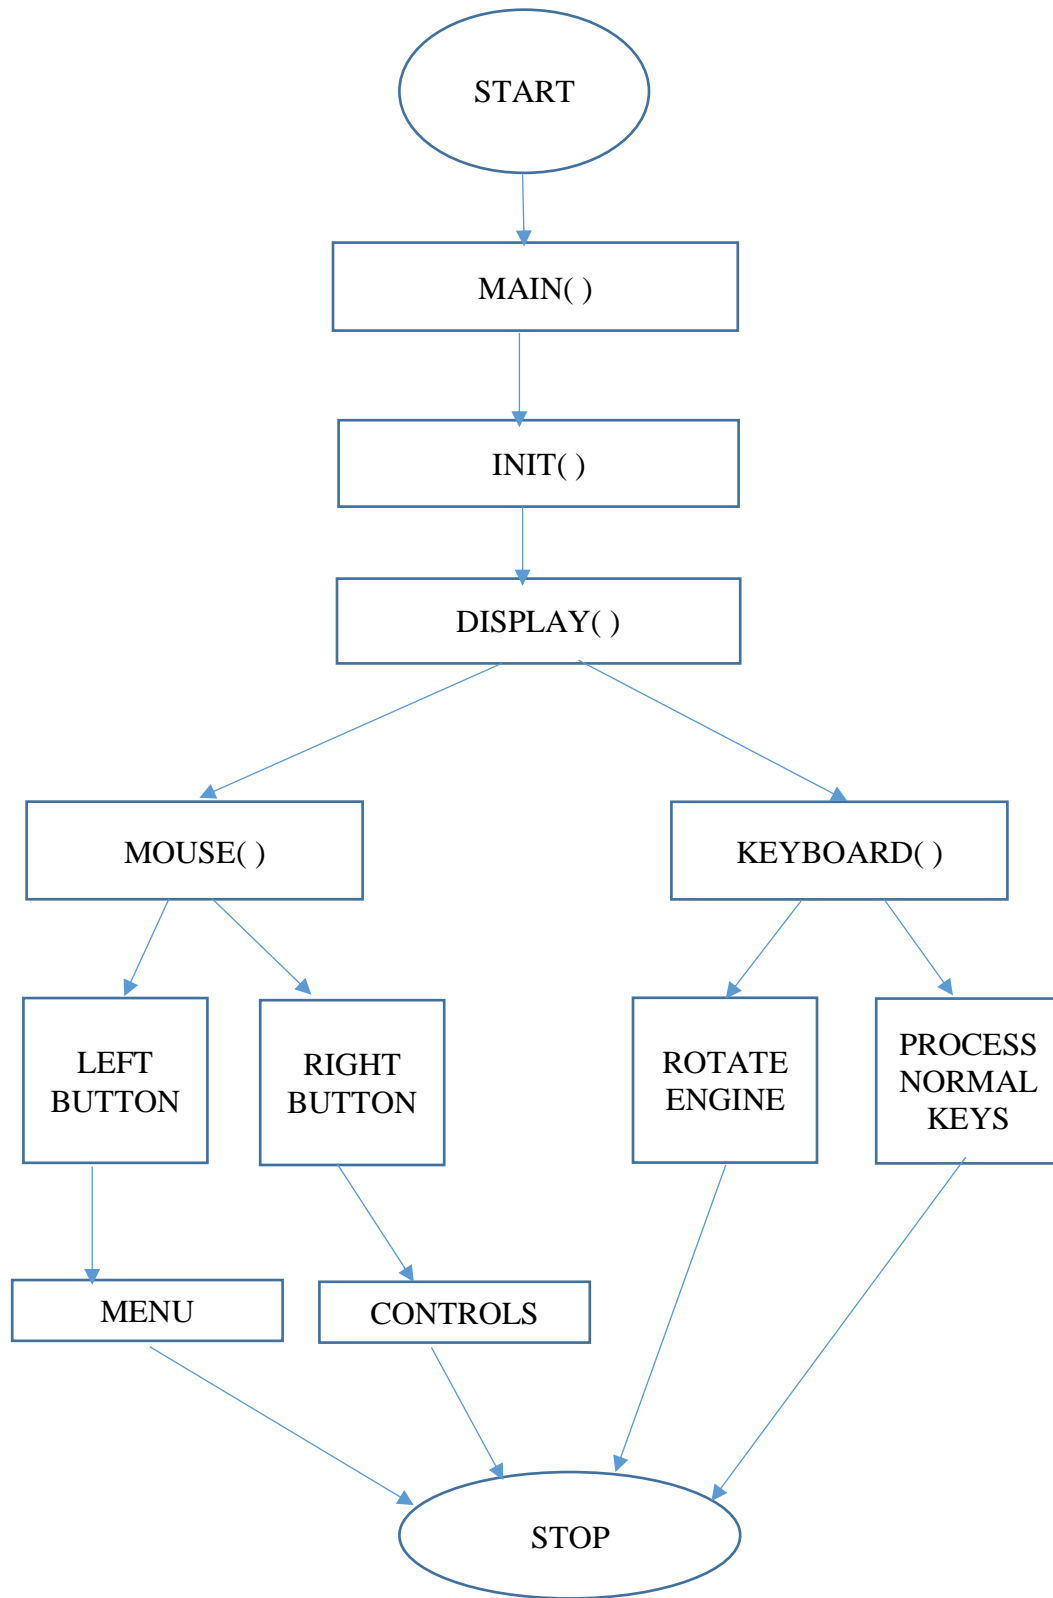 START
MAIN( )
INIT( )
DISPLAY( )
MOUSE( )
KEYBOARD( )
LEFT
BUTTON
RIGHT
BUTTON
ROTATE
ENGINE
PROCESS
NORMAL
KEYS
MENU
CONTROLS
STOP